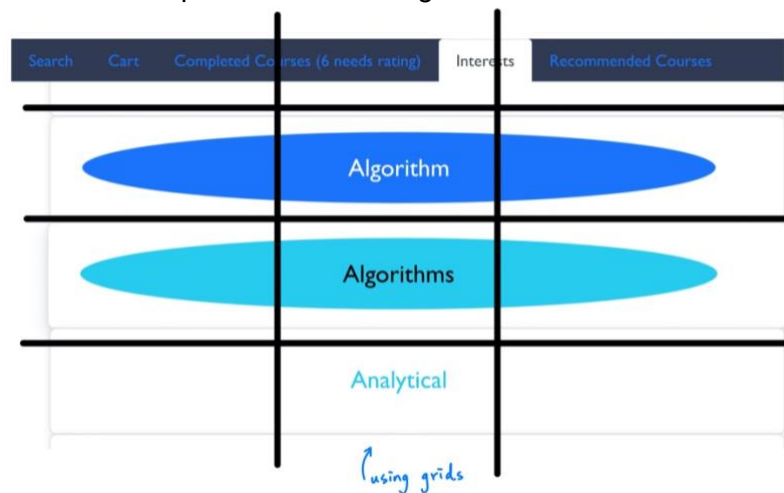 Search Cart Completed Courses (6 needs rating) Interests Recommended Courses
Algorithm
Algorithms
Analytical
using grids